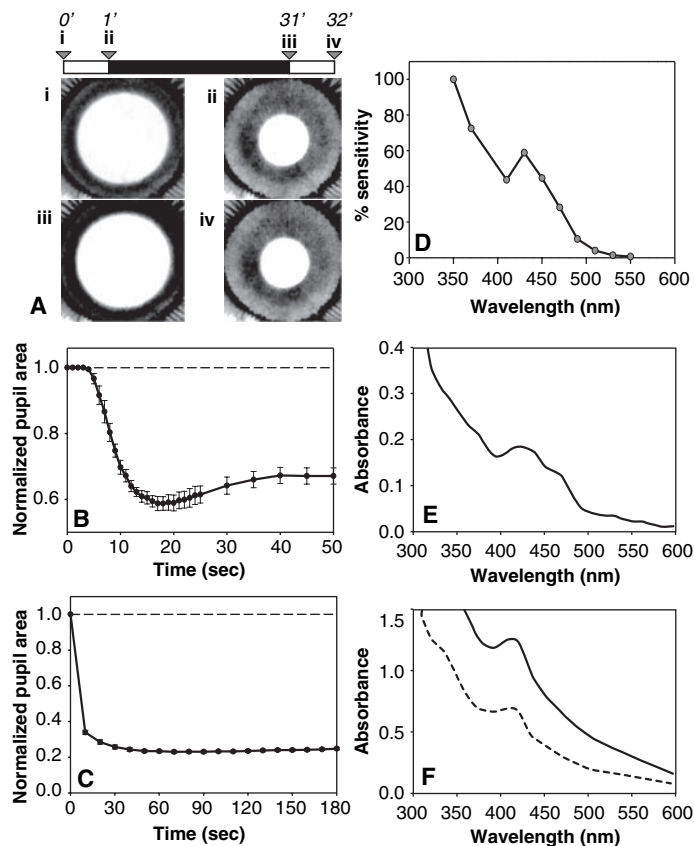 0' 1' 31' 32'
i ii iii iv
i ii
iii iv
A
100
80
60
40
20
0
% sensitivity
D
300 350 400 450 500 550 600
Wavelength (nm)
1.0
0.8
0.6
Normalized pupil area
B
0 10 20 30 40 50
Time (sec)
0.4
0.3
0.2
0.1
0.0
Absorbance
E
300 350 400 450 500 550 600
Wavelength (nm)
1.0
0.8
0.6
0.4
0.2
0.0
Normalized pupil area
C
0 30 60 90 120 150 180
Time (sec)
1.5
1.0
0.5
0.0
Absorbance
F
300 350 400 450 500 550 600
Wavelength (nm)